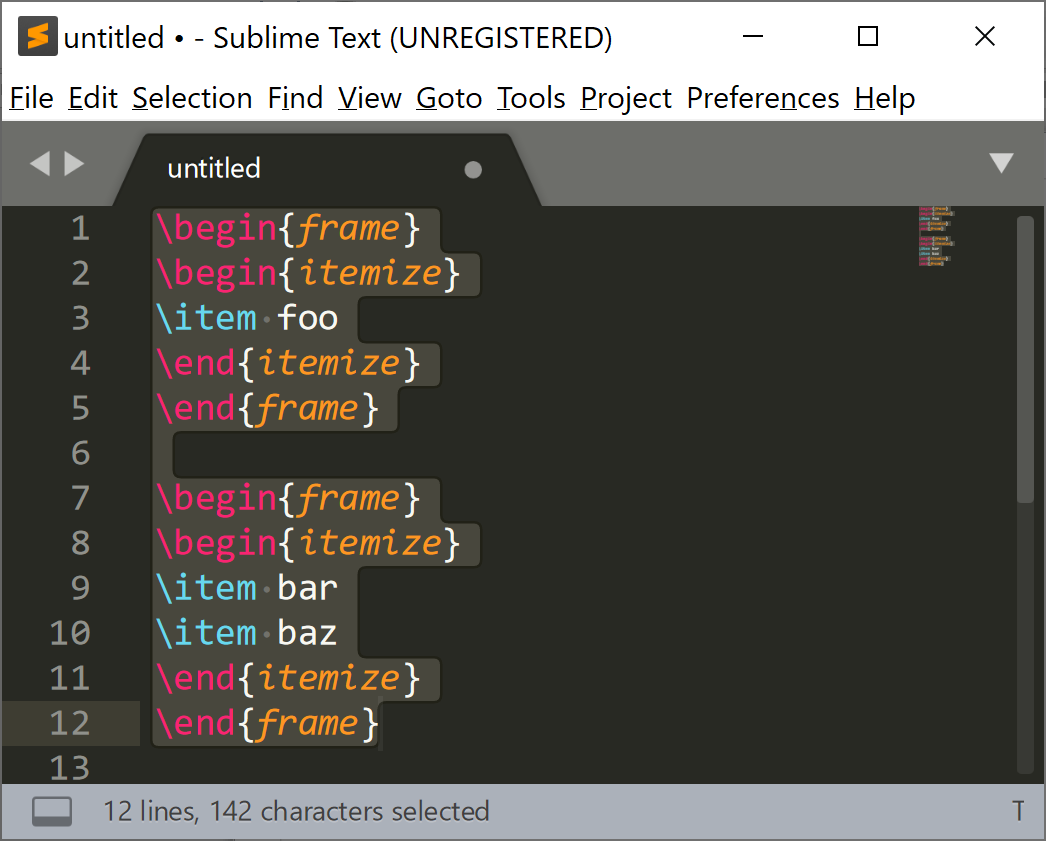 untitled • - Sublime Text (UNREGISTERED)
File Edit Selection Find View Goto Tools Project Preferences Help
untitled
1 \begin{frame}
2 \begin{itemize}
3 \item foo
4 \end{itemize}
5 \end{frame}
6
7 \begin{frame}
8 \begin{itemize}
9 \item bar
10 \item baz
11 \end{itemize}
12 \end{frame}
13
12 lines, 142 characters selected T